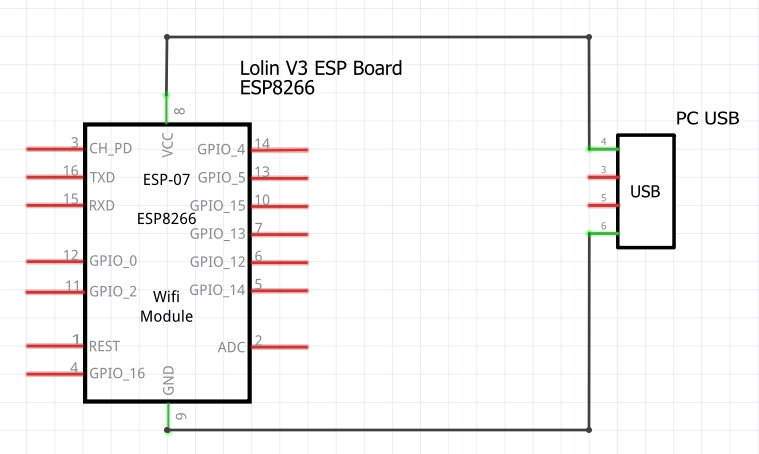 Lolin V3 ESP Board
ESP8266
PC USB
8
VCC
3 CH_PD
GPIO_4 14
16 TXD
ESP-07
GPIO_5 13
15 RXD
GPIO_15 10
ESP8266
GPIO_13 7
12 GPIO_0
GPIO_12 6
11 GPIO_2
GPIO_14 5
Wifi
Module
1 REST
ADC 2
4 GPIO_16
GND
9
4
3
USB
5
6